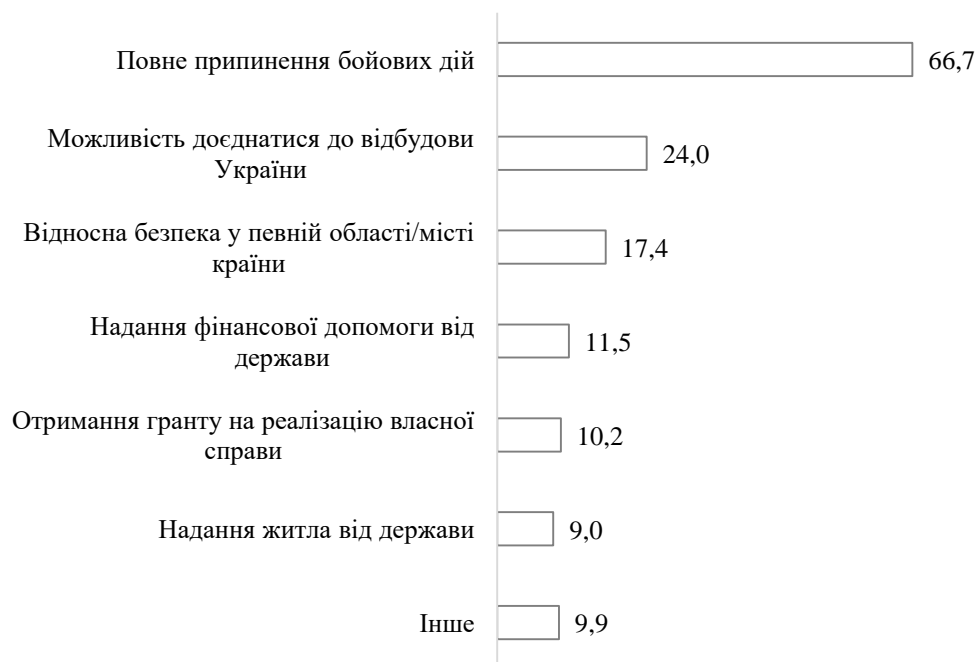 Повне припинення бойових дій
66,7
Можливість доєднатися до відбудови
України
24,0
Відносна безпека у певній області/місті
країни
17,4
Надання фінансової допомоги від
держави
11,5
Отримання гранту на реалізацію власної
справи
10,2
Надання житла від держави
9,0
Інше
9,9